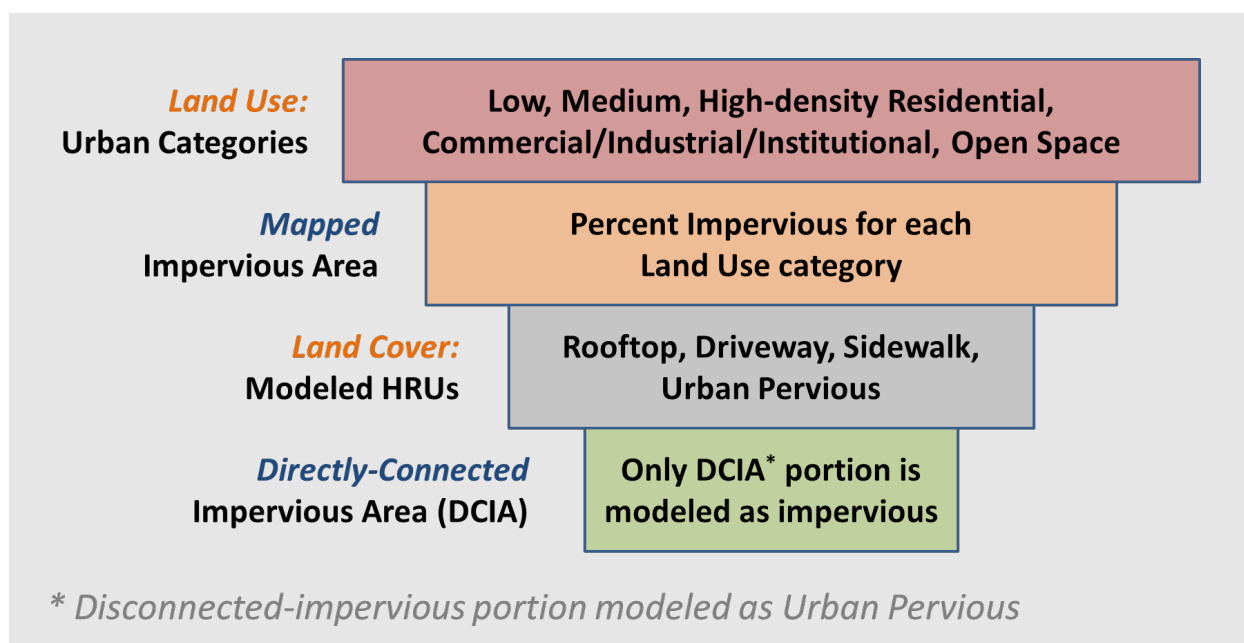 Land Use:
Urban Categories
Low, Medium, High-density Residential,
Commercial/Industrial/Institutional, Open Space
Mapped
Impervious Area
Percent Impervious for each
Land Use category
Land Cover:
Modeled HRUs
Rooftop, Driveway, Sidewalk,
Urban Pervious
Directly-Connected
Impervious Area (DCIA)
Only DCIA* portion is
modeled as impervious
* Disconnected-impervious portion modeled as Urban Pervious